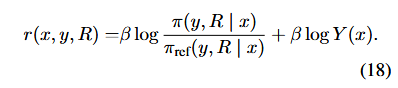 r(x, y, R) =β log π(y, R | x) / π_ref(y, R | x) + β log Y(x).
(18)